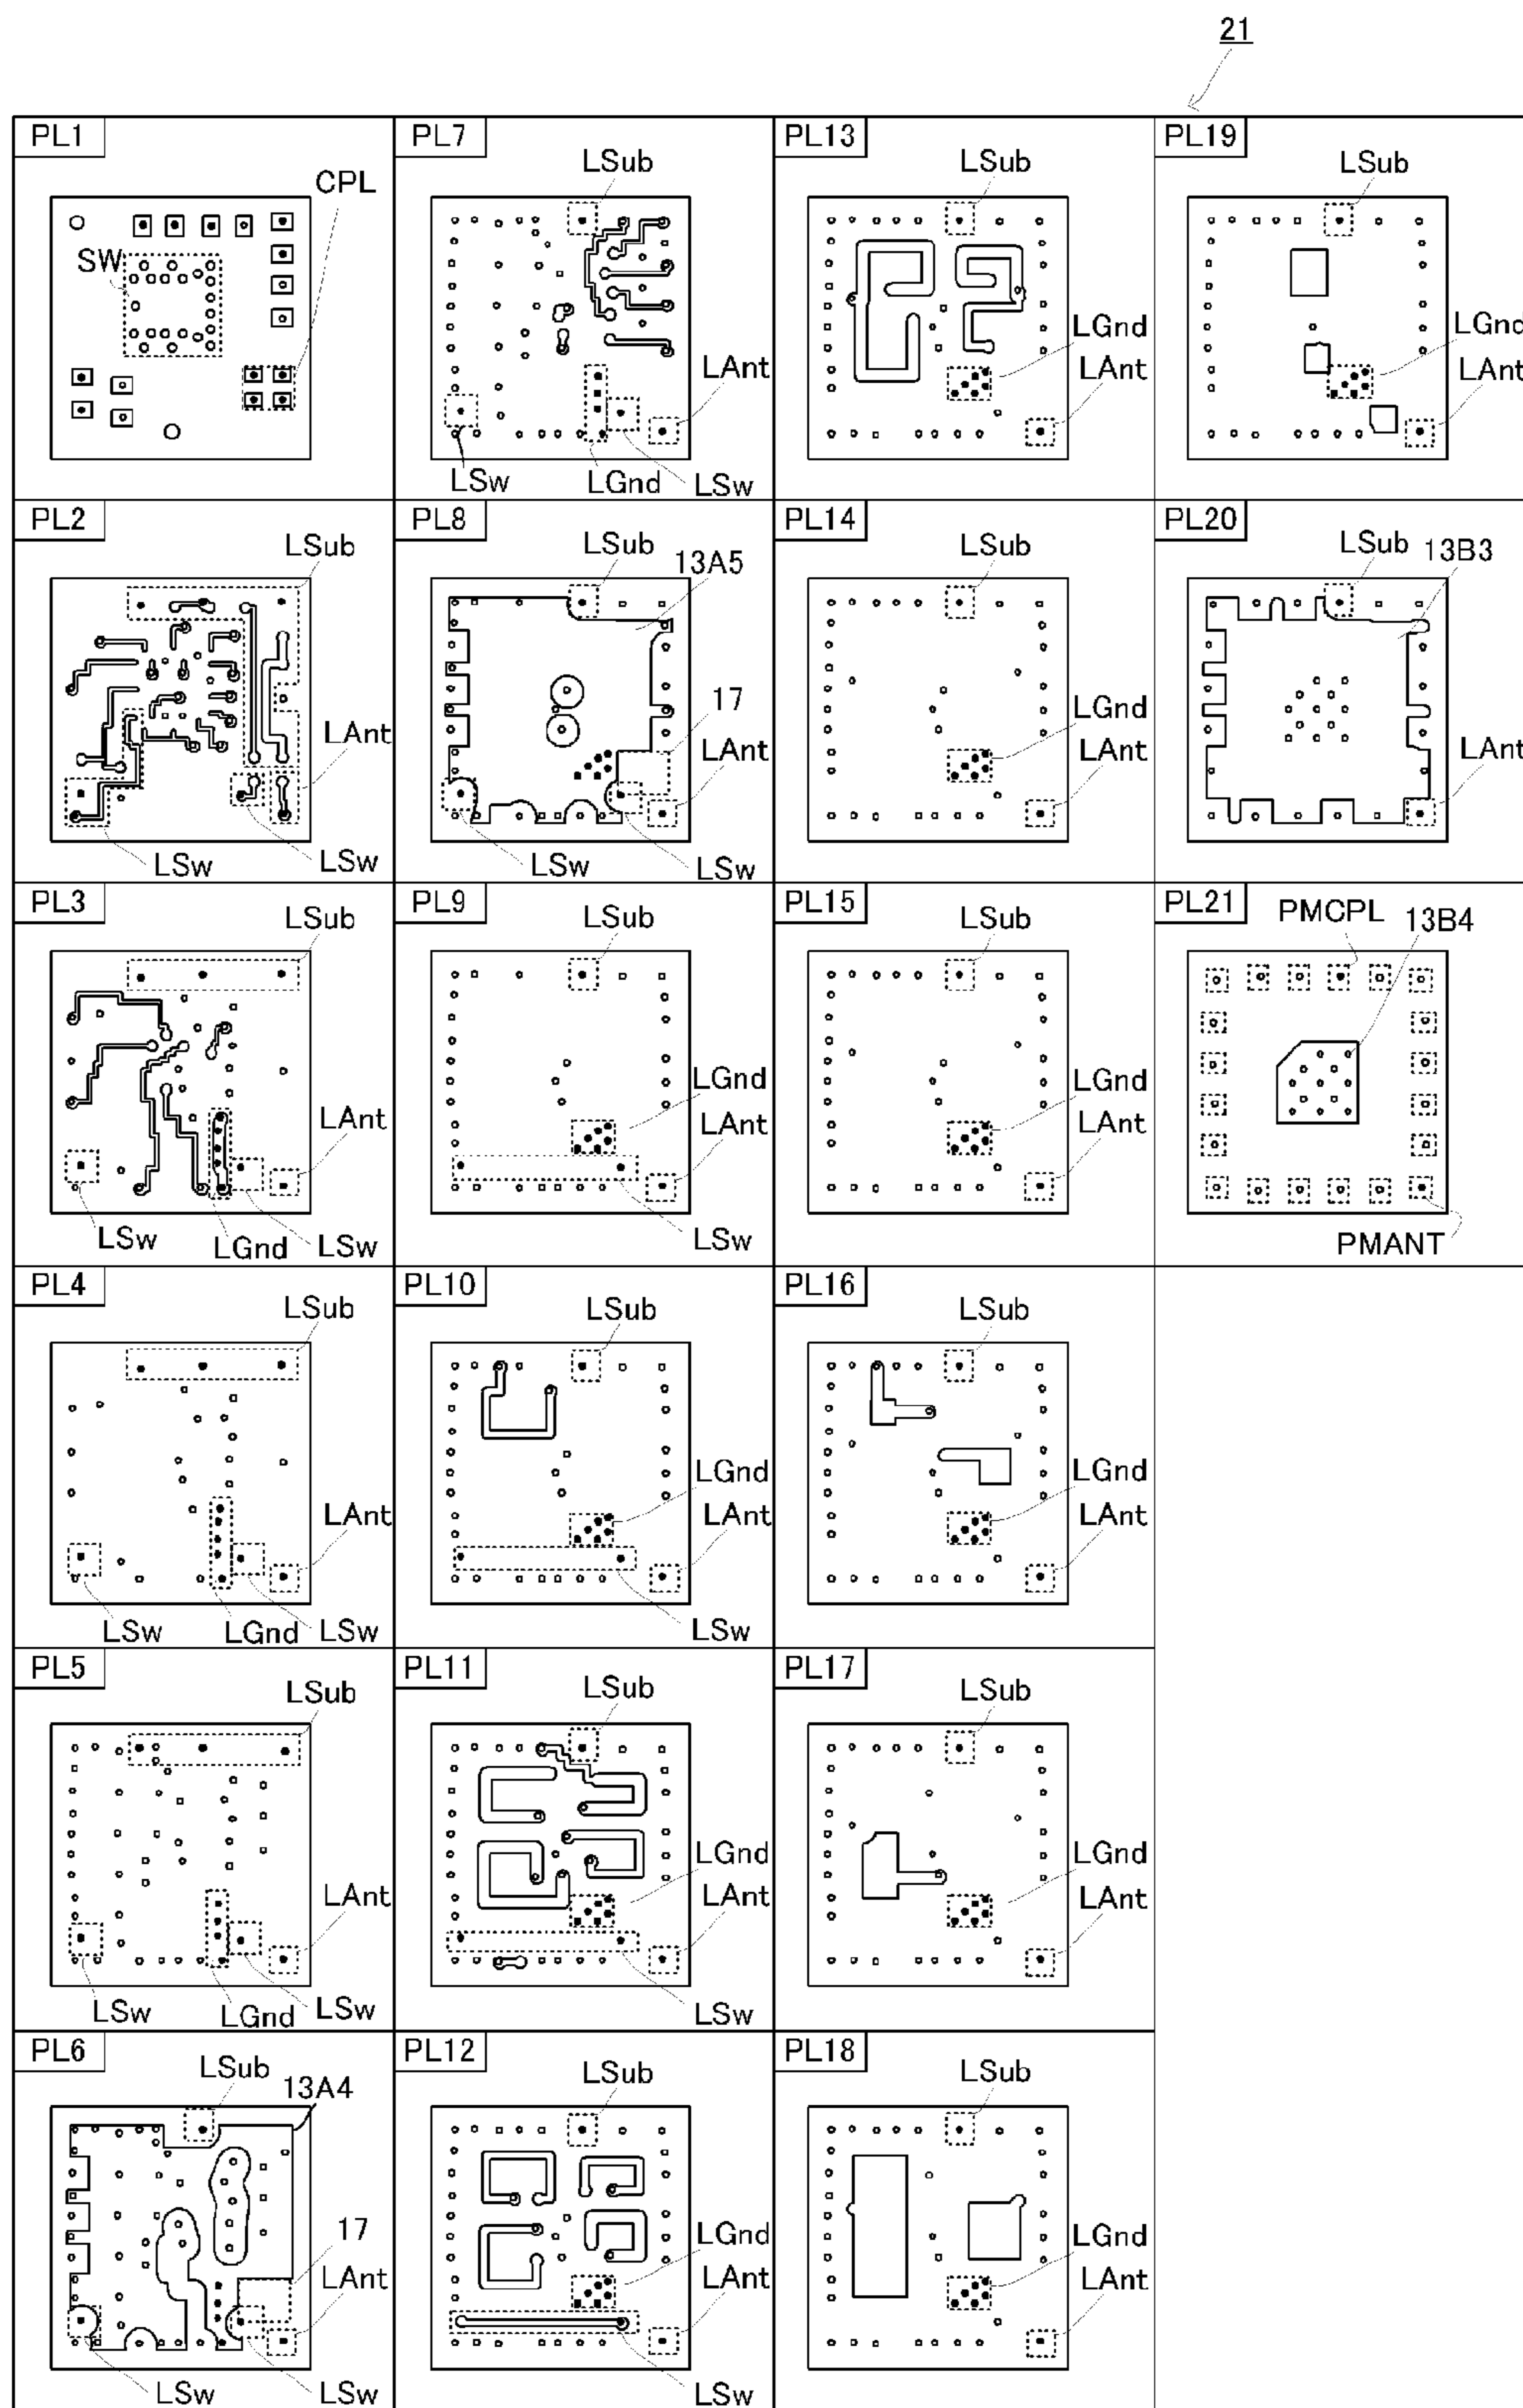 21
PL1
CPL
SW
PL7
LSub
LAnt
LSw
LGnd
LSw
PL13
LSub
LGnd
LAnt
PL19
LSub
LGnd
LAnt
PL2
LSub
LAnt
LSw
LSw
PL8
LSub
13A5
17
LAnt
LSw
LSw
PL14
LSub
LGnd
LAnt
PL20
LSub 13B3
LAnt
PL3
LSub
LAnt
LSw
LGnd
LSw
PL9
LSub
LGnd
LAnt
LSw
PL15
LSub
LGnd
LAnt
PL21
PMCPL
13B4
PMANT
PL4
LSub
LAnt
LSw
LGnd
LSw
PL10
LSub
LGnd
LAnt
LSw
PL16
LSub
LGnd
LAnt
PL5
LSub
LAnt
LSw
LGnd
LSw
PL11
LSub
LGnd
LAnt
LSw
PL17
LSub
LGnd
LAnt
PL6
LSub
13A4
17
LAnt
LSw
LSw
PL12
LSub
LGnd
LAnt
LSw
PL18
LSub
LGnd
LAnt